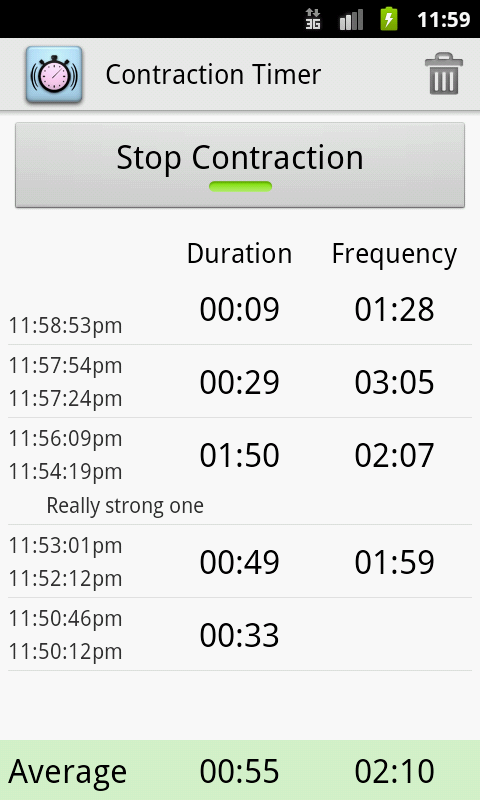 3G 11:59
Contraction Timer
Stop Contraction
Duration Frequency
00:09 01:28
11:58:53pm
11:57:54pm
00:29 03:05
11:57:24pm
11:56:09pm
01:50 02:07
11:54:19pm
Really strong one
11:53:01pm
00:49 01:59
11:52:12pm
11:50:46pm
00:33
11:50:12pm
Average 00:55 02:10